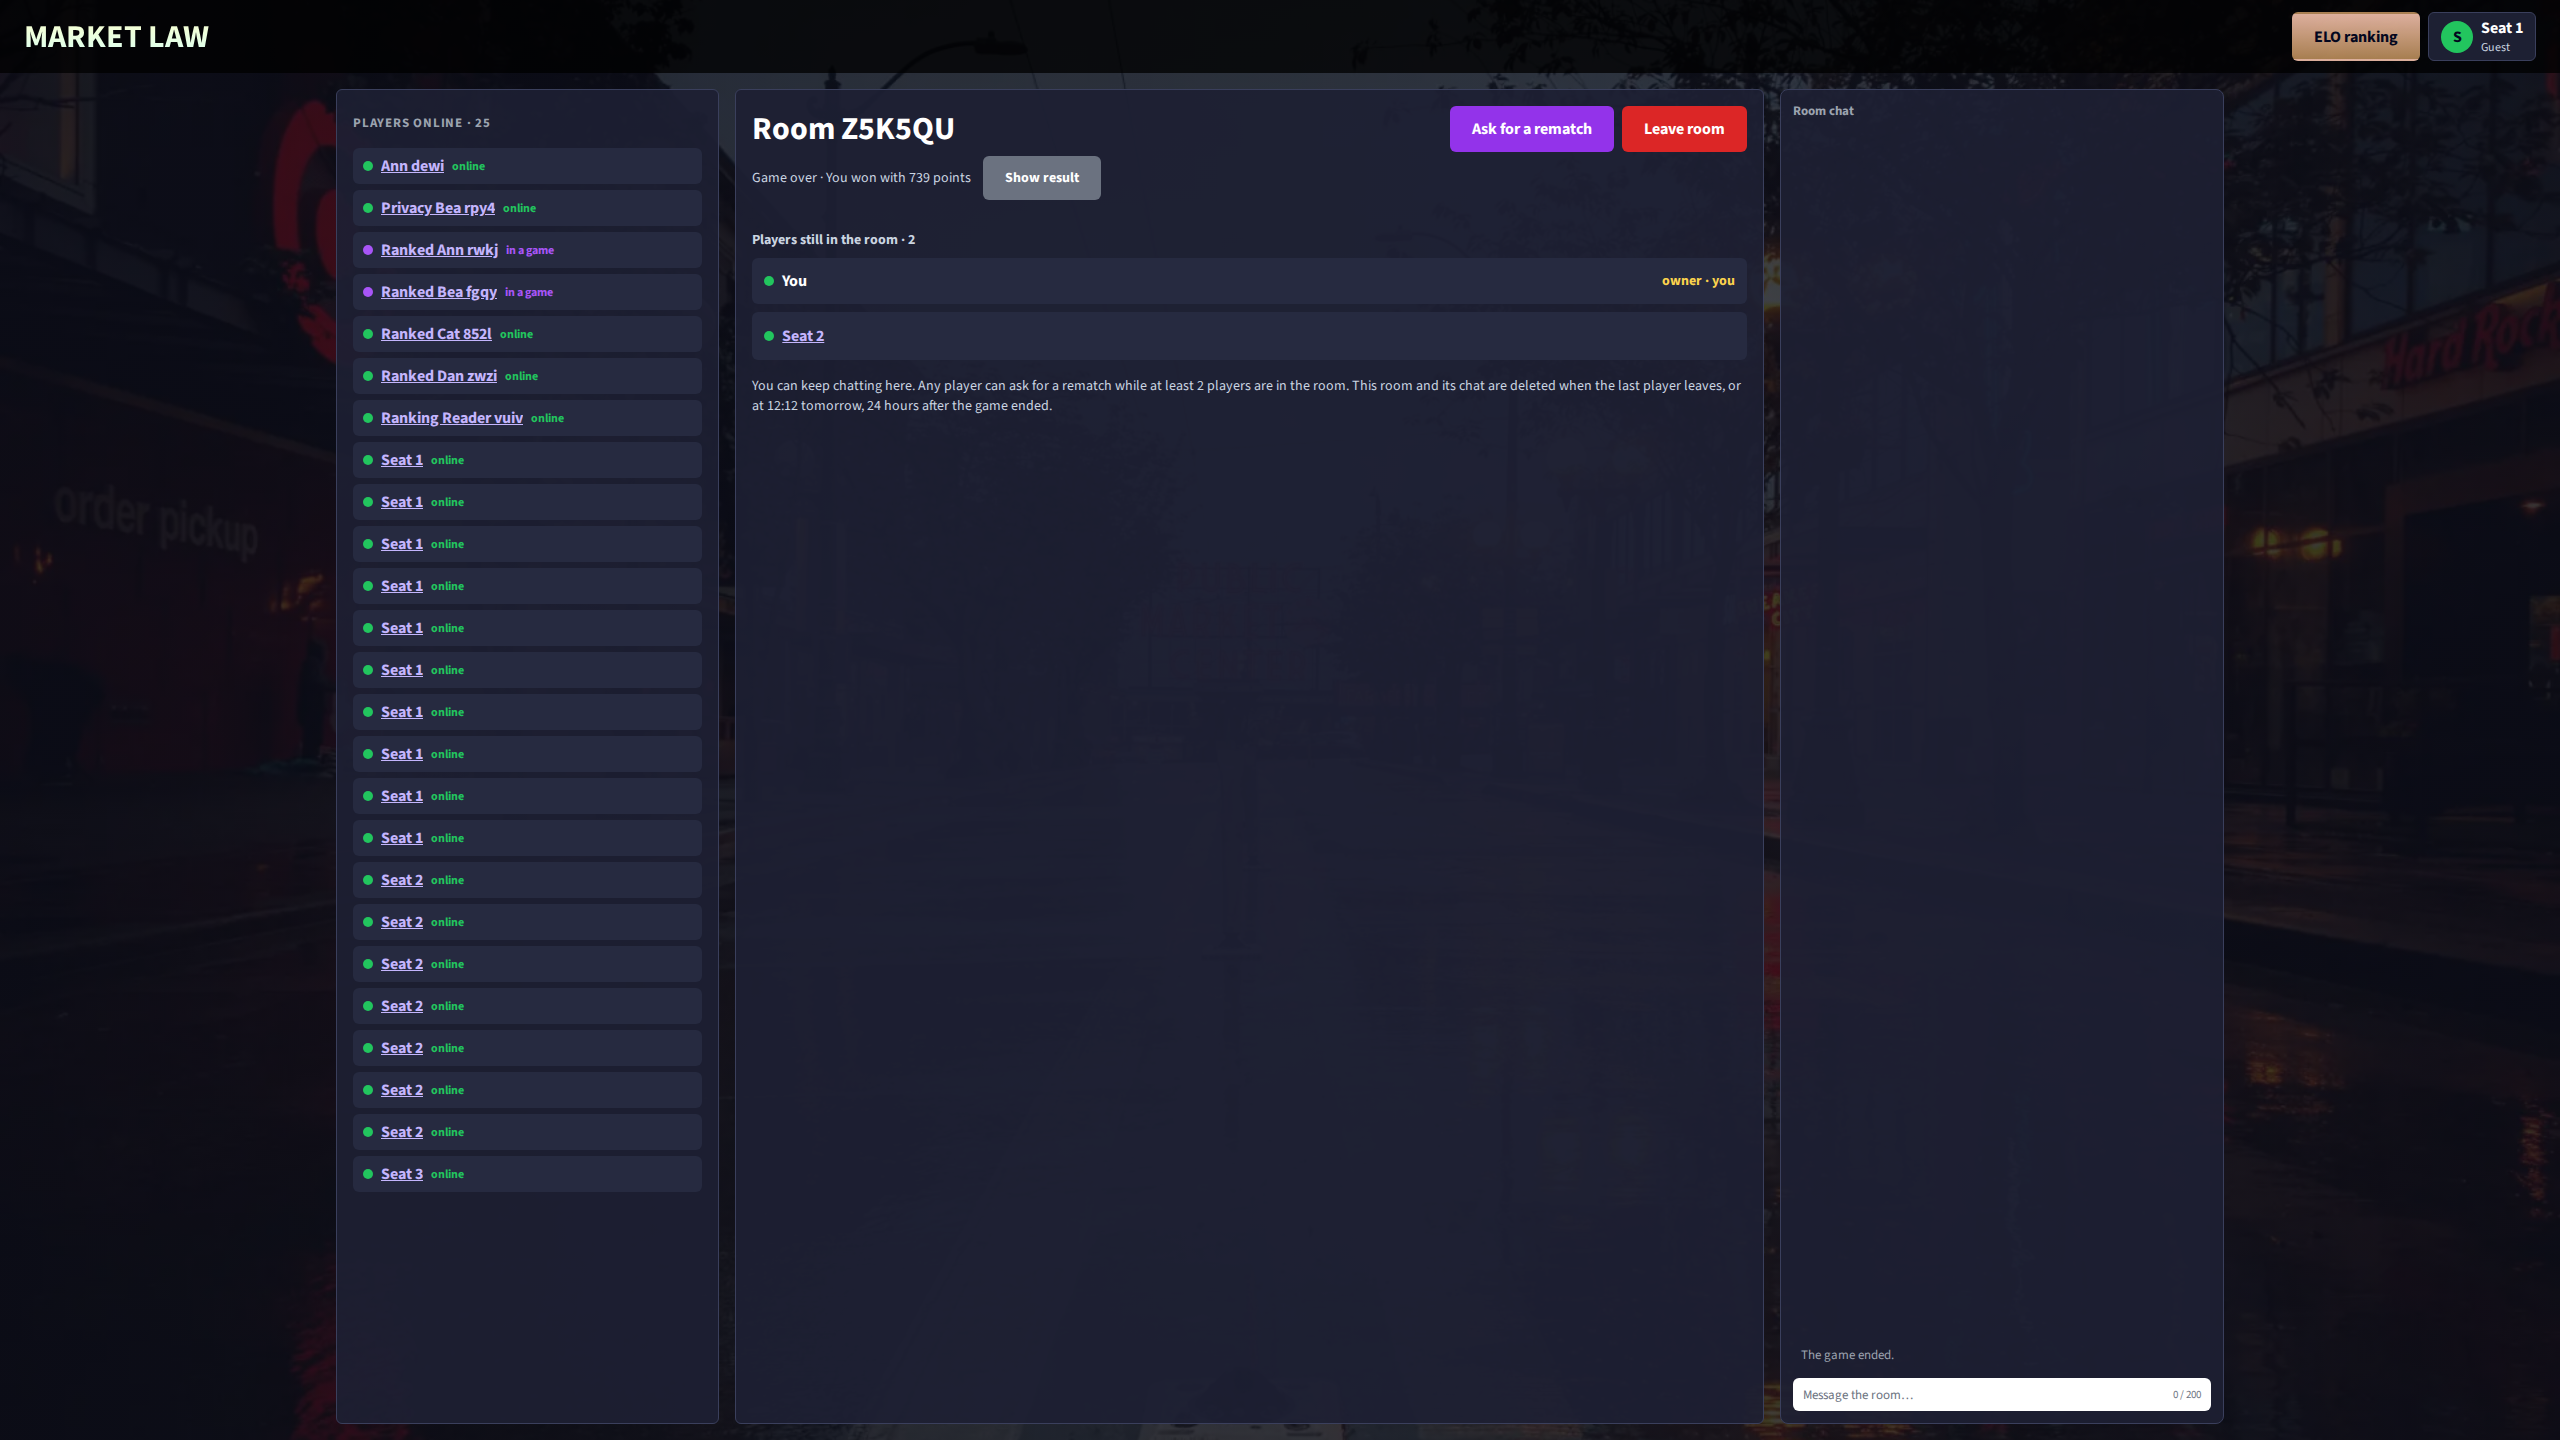 MARKET LAW
ELO ranking
S
Seat 1
Guest
PLAYERS ONLINE · 25
Ann dewi online
Privacy Bea rpy4 online
Ranked Ann rwkj in a game
Ranked Bea fgqy in a game
Ranked Cat 852l online
Ranked Dan zwzi online
Ranking Reader vuiv online
Seat 1 online
Seat 1 online
Seat 1 online
Seat 1 online
Seat 1 online
Seat 1 online
Seat 1 online
Seat 1 online
Seat 1 online
Seat 1 online
Seat 2 online
Seat 2 online
Seat 2 online
Seat 2 online
Seat 2 online
Seat 2 online
Seat 2 online
Seat 3 online
Room Z5K5QU
Ask for a rematch
Leave room
Game over · You won with 739 points
Show result
Players still in the room · 2
You
owner · you
Seat 2
You can keep chatting here. Any player can ask for a rematch while at least 2 players are in the room. This room and its chat are deleted when the last player leaves, or
at 12:12 tomorrow, 24 hours after the game ended.
Room chat
The game ended.
Message the room…
0 / 200
order pickup
Hard Rock